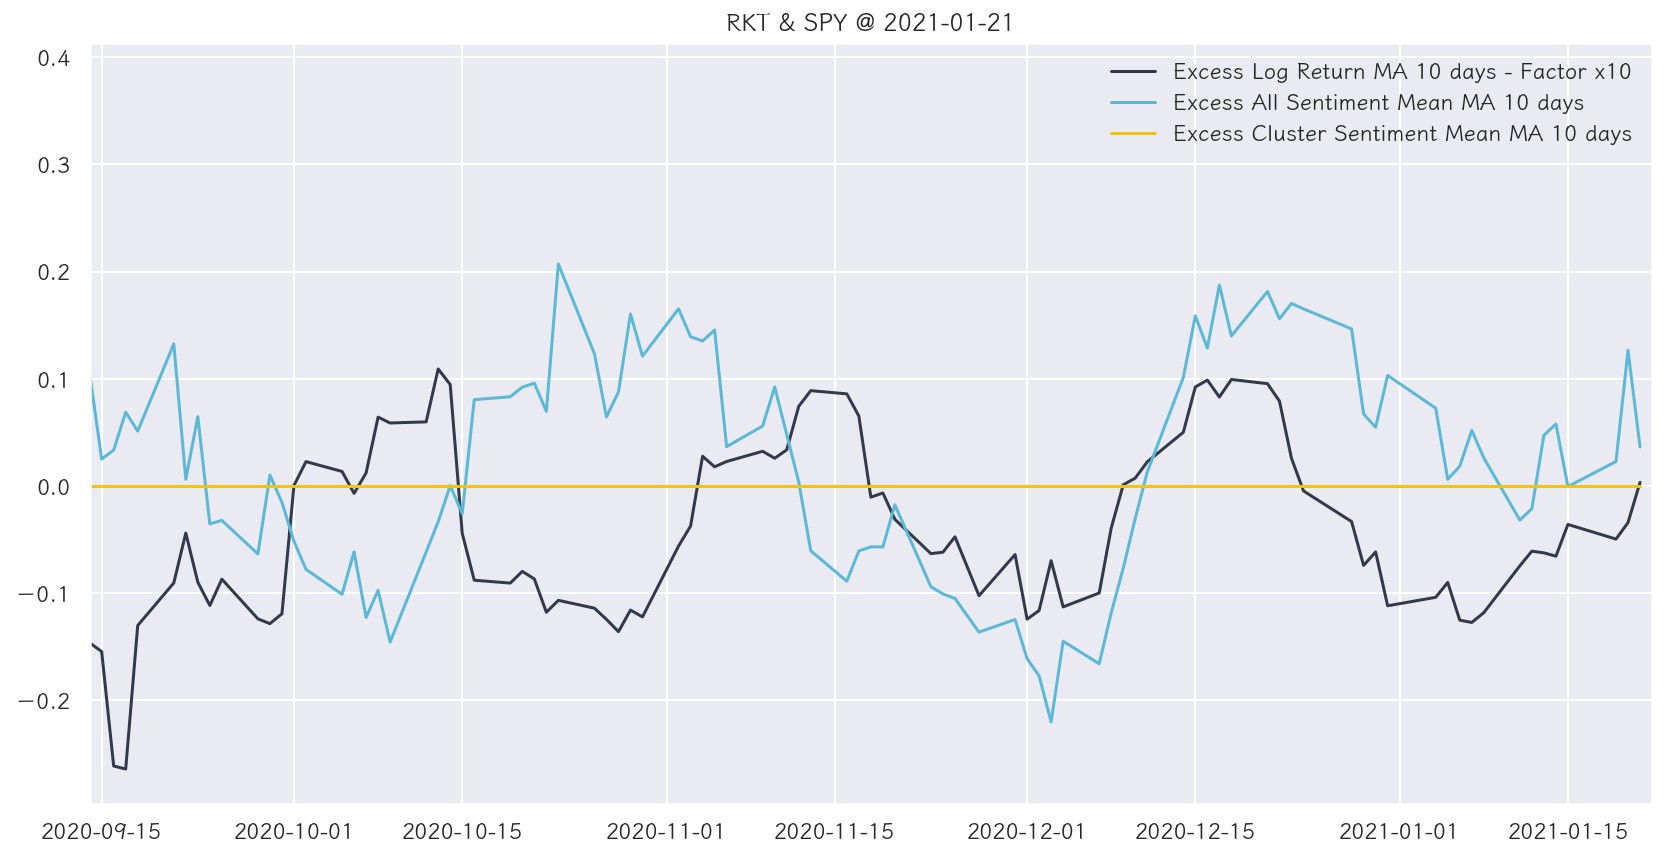 RKT & SPY @ 2021-01-21
Excess Log Return MA 10 days - Factor x10
Excess All Sentiment Mean MA 10 days
Excess Cluster Sentiment Mean MA 10 days
0.4
0.3
0.2
0.1
0.0
−0.1
−0.2
2020-09-15 2020-10-01 2020-10-15 2020-11-01 2020-11-15 2020-12-01 2020-12-15 2021-01-01 2021-01-15